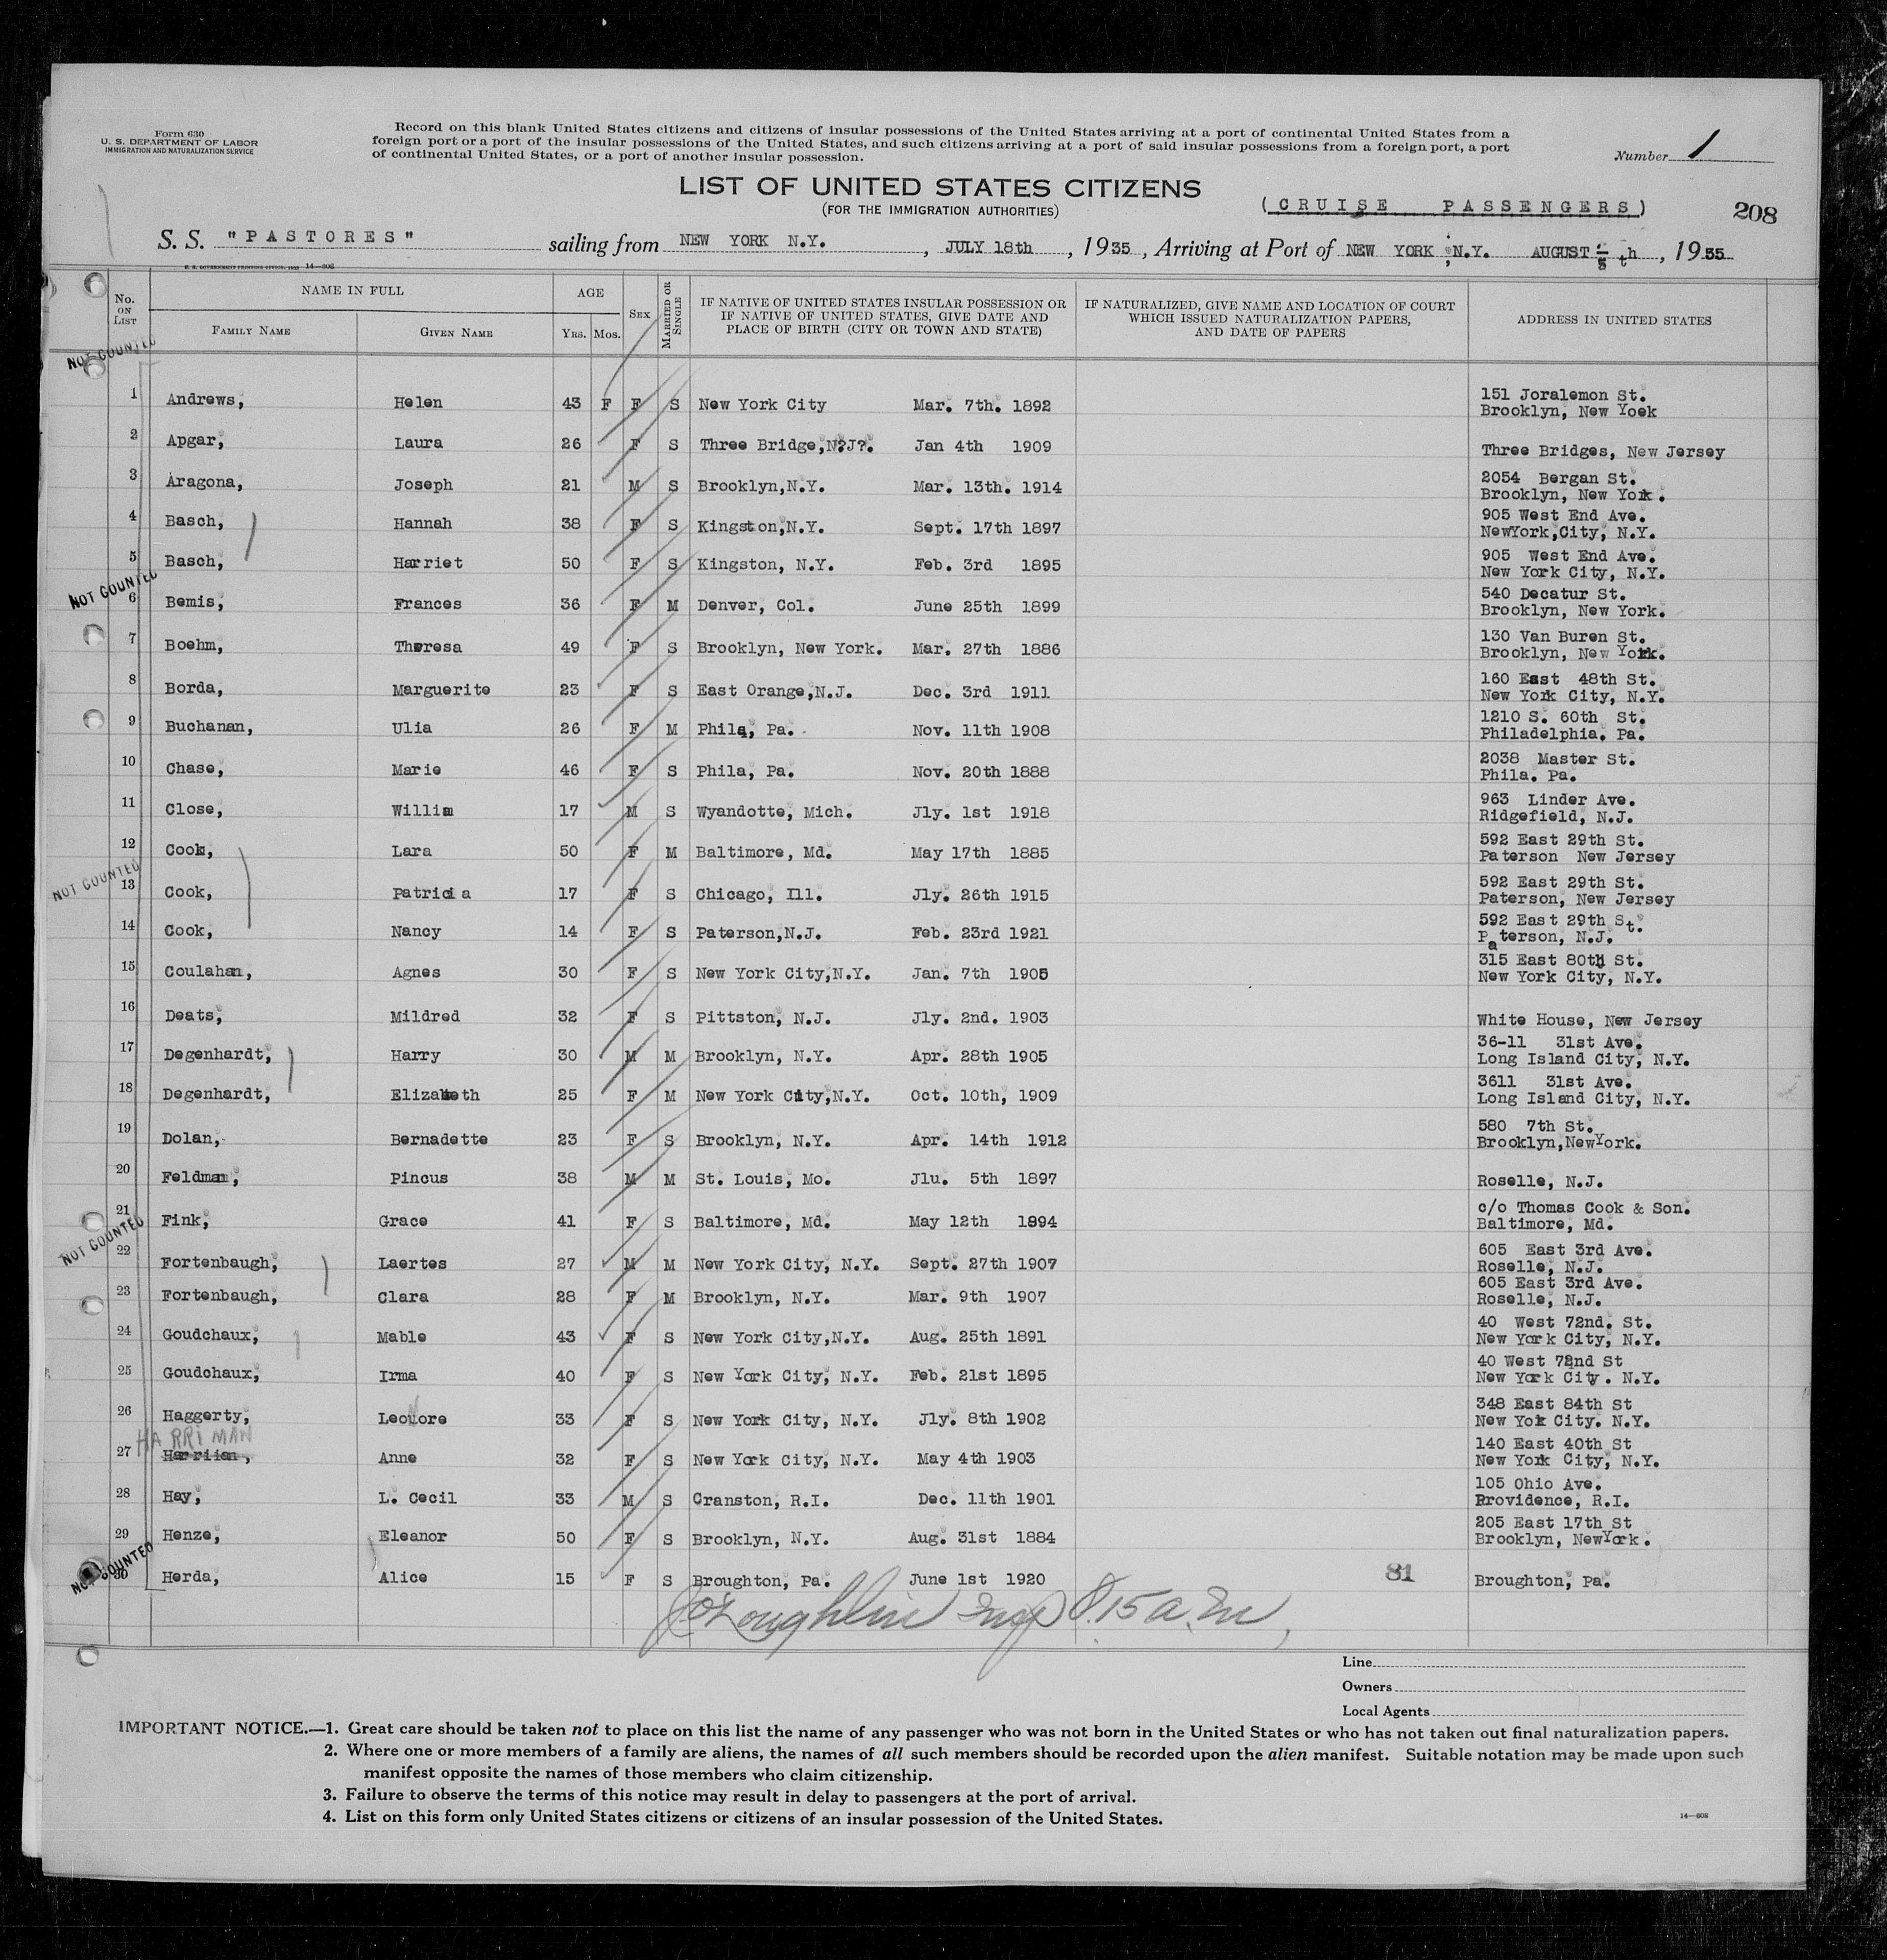 Form 630
U. S. DEPARTMENT OF LABOR
IMMIGRATION AND NATURALIZATION SERVICE
Record on this blank United States citizens and citizens of insular possessions of the United States arriving at a port of continental United States from a
foreign port or a port of the insular possessions of the United States, and such citizens arriving at a port of said insular possessions from a foreign port, a port
of continental United States, or a port of another insular possession.
Number 1
LIST OF UNITED STATES CITIZENS
(FOR THE IMMIGRATION AUTHORITIES)
(CRUISE PASSENGERS)
208
S. S. "PASTORES" sailing from NEW YORK N.Y. , JULY 18th , 1935 , Arriving at Port of NEW YORK, N.Y. AUGUST 5th , 1935
U. S. GOVERNMENT PRINTING OFFICE: 1933 14—608
No. ON LIST NAME IN FULL AGE SEX MARRIED OR SINGLE IF NATIVE OF UNITED STATES INSULAR POSSESSION OR IF NATIVE OF UNITED STATES, GIVE DATE AND PLACE OF BIRTH (CITY OR TOWN AND STATE) IF NATURALIZED, GIVE NAME AND LOCATION OF COURT WHICH ISSUED NATURALIZATION PAPERS, AND DATE OF PAPERS ADDRESS IN UNITED STATES
FAMILY NAME GIVEN NAME YRS. MOS.
NOT COUNTED
1 Andrews, Helen 43 F F S New York City Mar. 7th. 1892 151 Joralemon St.
Brooklyn, New Yoek
2 Apgar, Laura 26 F S Three Bridge,N?J?. Jan 4th 1909 Three Bridges, New Jersey
3 Aragona, Joseph 21 M S Brooklyn,N.Y. Mar. 13th. 1914 2054 Bergan St.
Brooklyn, New York.
4 Basch, Hannah 38 F S Kingston,N.Y. Sept. 17th 1897 905 West End Ave.
NewYork,City, N.Y.
5 Basch, Harriet 50 F S Kingston, N.Y. Feb. 3rd 1895 905 West End Ave.
New York City, N.Y.
NOT COUNTED
6 Bemis, Frances 36 F M Denver, Col. June 25th 1899 540 Decatur St.
Brooklyn, New York.
7 Boehm, Theresa 49 F S Brooklyn, New York. Mar. 27th 1886 130 Van Buren St.
Brooklyn, New York.
8 Borda, Marguerite 23 F S East Orange,N.J. Dec. 3rd 1911 160 East 48th St.
New York City, N.Y.
9 Buchanan, Ulia 26 F M Phila, Pa. Nov. 11th 1908 1210 S. 60th St.
Philadelphia. Pa.
10 Chase, Marie 46 F S Phila, Pa. Nov. 20th 1888 2038 Master St.
Phila. Pa.
11 Close, Willim 17 M S Wyandotte, Mich. Jly. 1st 1918 963 Linder Ave.
Ridgefield, N.J.
12 Cook, Lara 50 F M Baltimore, Md. May 17th 1885 592 East 29th St.
Paterson New Jersey
NOT COUNTED
13 Cook, Patricia 17 F S Chicago, Ill. Jly. 26th 1915 592 East 29th St.
Paterson, New Jersey
14 Cook, Nancy 14 F S Paterson,N.J. Feb. 23rd 1921 592 East 29th St.
Paterson, N.J.
15 Coulahan, Agnes 30 F S New York City,N.Y. Jan. 7th 1905 315 East 80th St.
New York City, N.Y.
16 Deats, Mildred 32 F S Pittston, N.J. Jly. 2nd. 1903 White House, New Jersey
17 Degenhardt, Harry 30 M M Brooklyn, N.Y. Apr. 28th 1905 36-11 31st Ave.
Long Island City, N.Y.
18 Degenhardt, Elizabeth 25 F M New York City,N.Y. Oct. 10th, 1909 3611 31st Ave.
Long Island City, N.Y.
19 Dolan, Bernadette 23 F S Brooklyn, N.Y. Apr. 14th 1912 580 7th St.
Brooklyn,NewYork.
20 Feldman, Pincus 38 M M St. Louis, Mo. Jlu. 5th 1897 Roselle, N.J.
21 Fink, Grace 41 F S Baltimore, Md. May 12th 1894 c/o Thomas Cook & Son.
Baltimore, Md.
NOT COUNTED
22 Fortenbaugh, Laertes 27 M M New York City, N.Y. Sept. 27th 1907 605 East 3rd Ave.
Roselle, N.J.
23 Fortenbaugh, Clara 28 F M Brooklyn, N.Y. Mar. 9th 1907 605 East 3rd Ave.
Roselle, N.J.
24 Goudchaux, Mable 43 F S New York City,N.Y. Aug. 25th 1891 40 West 72nd. St.
New York City, N.Y.
25 Goudchaux, Irma 40 F S New York City, N.Y. Feb. 21st 1895 40 West 72nd St
New York City. N.Y.
26 Haggerty, Leonore 33 F S New York City, N.Y. Jly. 8th 1902 348 East 84th St
New Yok City. N.Y.
HARRIMAN
27 Harriian, Anne 32 F S New York City, N.Y. May 4th 1903 140 East 40th St
New York City, N.Y.
28 Hay, L. Cecil 33 M S Cranston, R.I. Dec. 11th 1901 105 Ohio Ave.
Providence, R.I.
29 Henze, Eleanor 50 F S Brooklyn, N.Y. Aug. 31st 1884 205 East 17th St
Brooklyn, NewYork.
NOT COUNTED
30 Herda, Alice 15 F S Broughton, Pa. June 1st 1920 81 Broughton, Pa.
Loughlin Insp 8.15 a.m,
Line
Owners
Local Agents
IMPORTANT NOTICE.—1. Great care should be taken not to place on this list the name of any passenger who was not born in the United States or who has not taken out final naturalization papers.
2. Where one or more members of a family are aliens, the names of all such members should be recorded upon the alien manifest. Suitable notation may be made upon such
manifest opposite the names of those members who claim citizenship.
3. Failure to observe the terms of this notice may result in delay to passengers at the port of arrival.
4. List on this form only United States citizens or citizens of an insular possession of the United States.
14—608